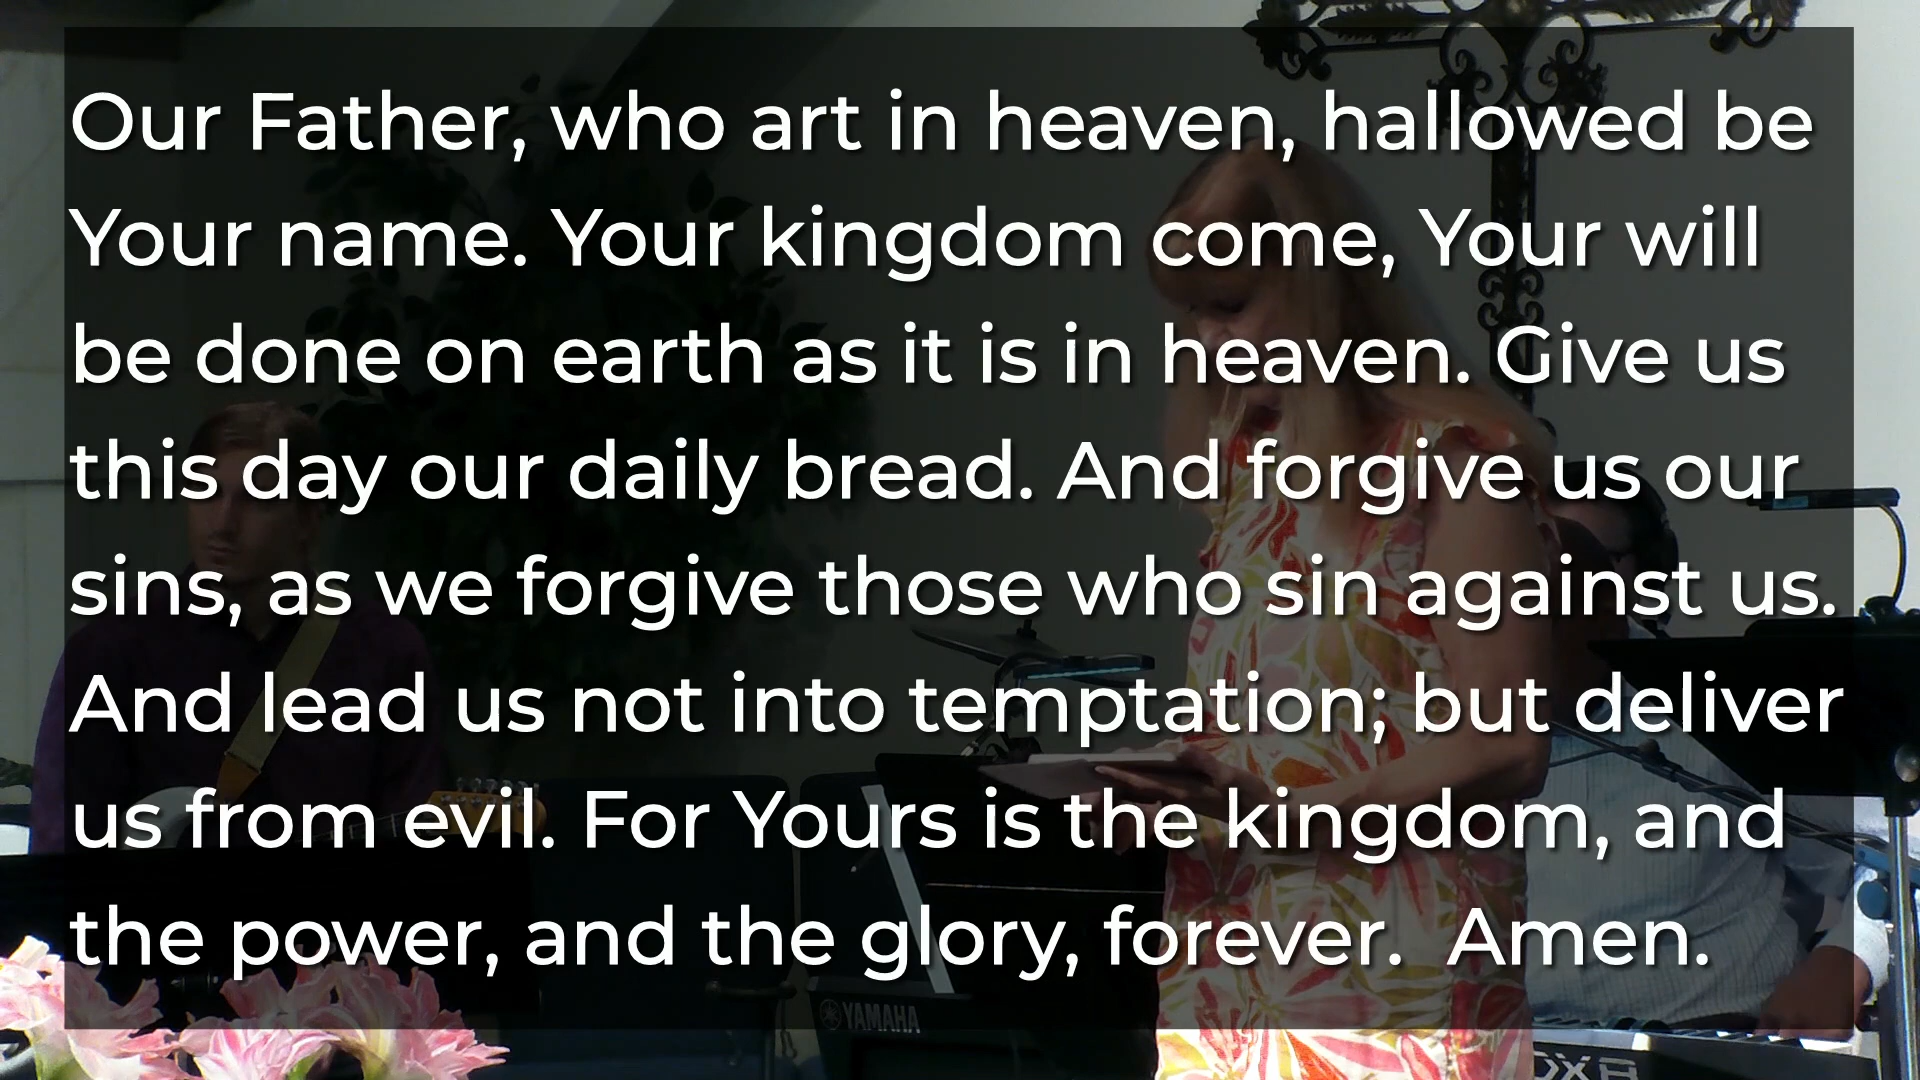 Our Father, who art in heaven, hallowed be
Your name. Your kingdom come, Your will
be done on earth as it is in heaven. Give us
this day our daily bread. And forgive us our
sins, as we forgive those who sin against us.
And lead us not into temptation; but deliver
us from evil. For Yours is the kingdom, and
the power, and the glory, forever.  Amen.
YAMAHA